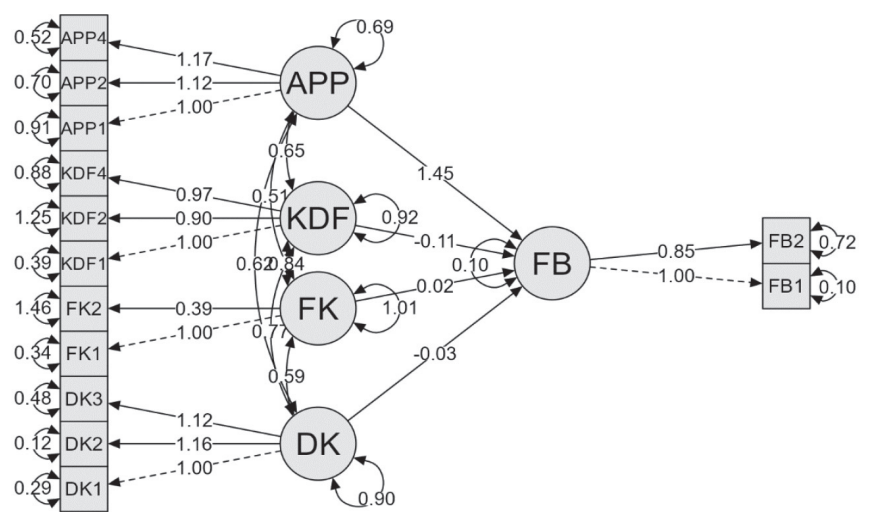 0.52 APP4
0.69
1.17
APP
0.70 APP2
1.12
1.00
0.91 APP1
0.65
0.88 KDF4
1.45
0.97
0.51
KDF
0.92
1.25 KDF2
0.90
-0.11
FB2 0.72
1.00
0.85
0.39 KDF1
0.62
0.84
0.10
FB
0.02
1.00
FB1 0.10
1.46 FK2
0.39
FK
1.01
1.00
0.77
0.34 FK1
-0.03
0.59
0.48 DK3
1.12
0.12 DK2
1.16
DK
1.00
0.29 DK1
0.90